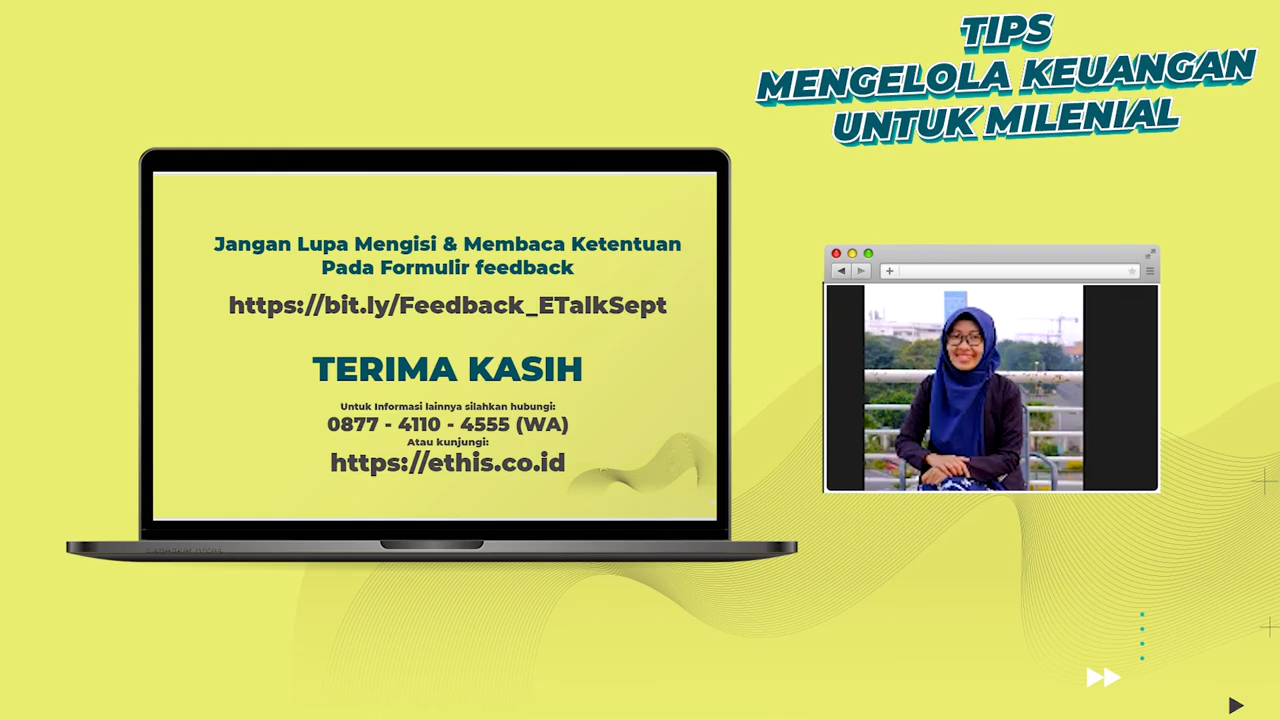 TIPS
MENGELOLA KEUANGAN
UNTUK MILENIAL
Jangan Lupa Mengisi & Membaca Ketentuan
Pada Formulir feedback
https://bit.ly/Feedback_ETalkSept
TERIMA KASIH
Untuk Informasi lainnya silahkan hubungi:
0877 - 4110 - 4555 (WA)
Atau kunjungi:
https://ethis.co.id